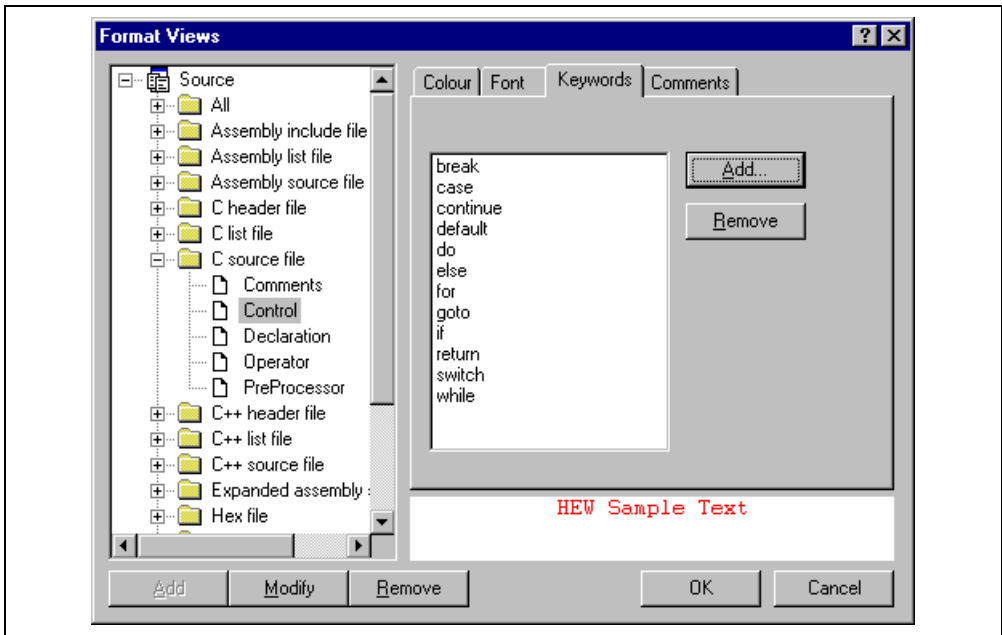 Format Views
Source
All
Assembly include file
Assembly list file
Assembly source file
C header file
C list file
C source file
Comments
Control
Declaration
Operator
PreProcessor
C++ header file
C++ list file
C++ source file
Expanded assembly
Hex file
Colour
Font
Keywords
Comments
break
case
continue
default
do
else
for
goto
if
return
switch
while
Add...
Remove
HEW Sample Text
Add
Modify
Remove
OK
Cancel